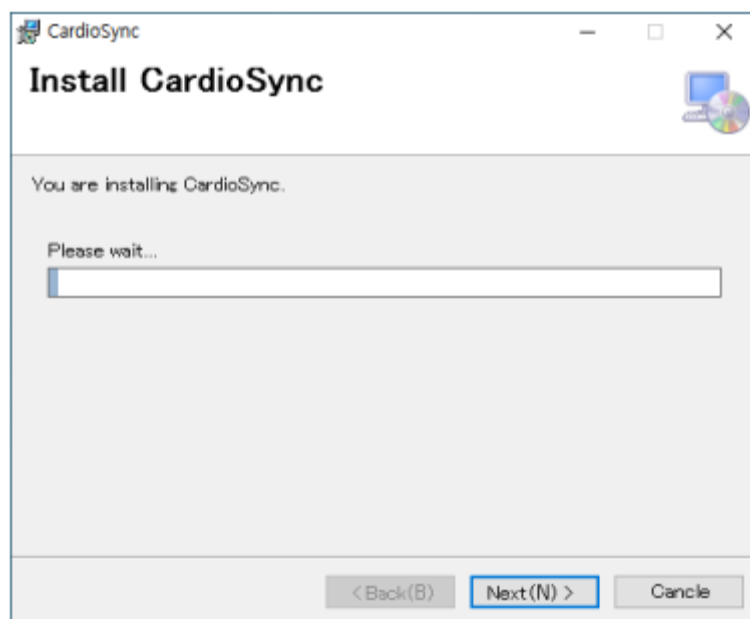 CardioSync
Install CardioSync
You are installing CardioSync.
Please wait...
<Back(B)
Next(N) >
Cancle